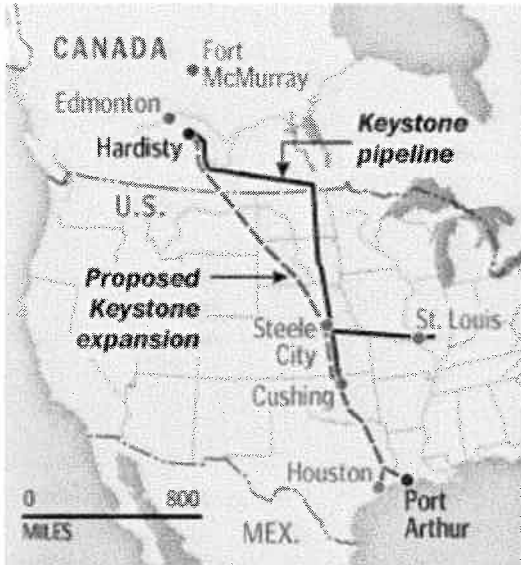 CANADA
Fort
McMurray
Edmonton
Hardisty
Keystone
pipeline
U.S.
Proposed
Keystone
expansion
Steele
City
St. Louis
Cushing
Houston
Port
Arthur
0 800
MILES
MEX.